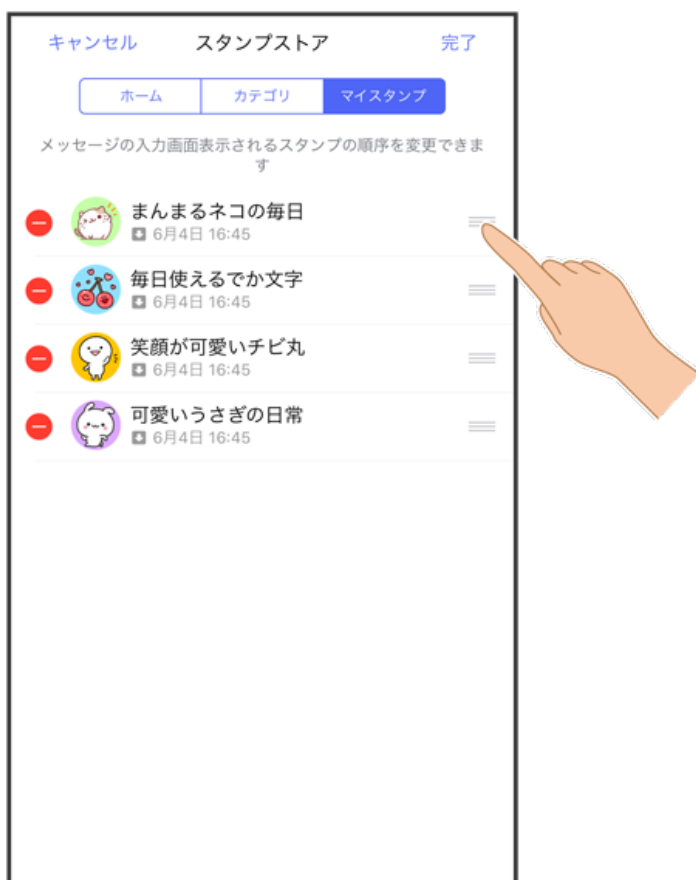 キャンセル スタンプストア 完了
ホーム カテゴリ マイスタンプ
メッセージの入力画面表示されるスタンプの順序を変更できま
す
まんまるネコの毎日
6月4日 16:45
毎日使えるでか文字
6月4日 16:45
笑顔が可愛いチビ丸
6月4日 16:45
可愛いうさぎの日常
6月4日 16:45